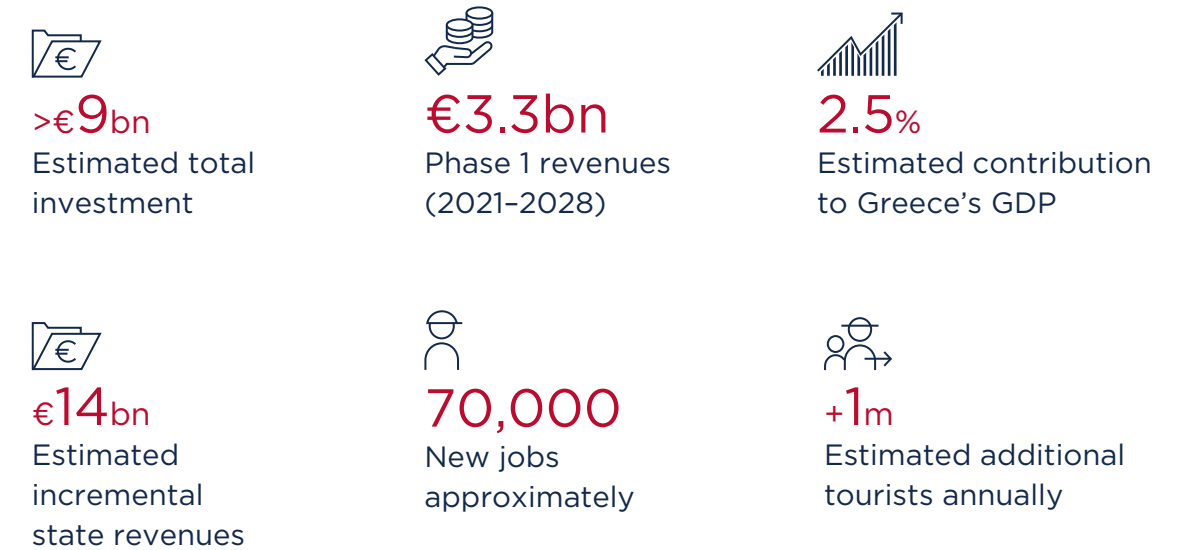 >€9bn
Estimated total
investment
€3.3bn
Phase 1 revenues
(2021–2028)
2.5%
Estimated contribution
to Greece’s GDP
€14bn
Estimated
incremental
state revenues
70,000
New jobs
approximately
+1m
Estimated additional
tourists annually